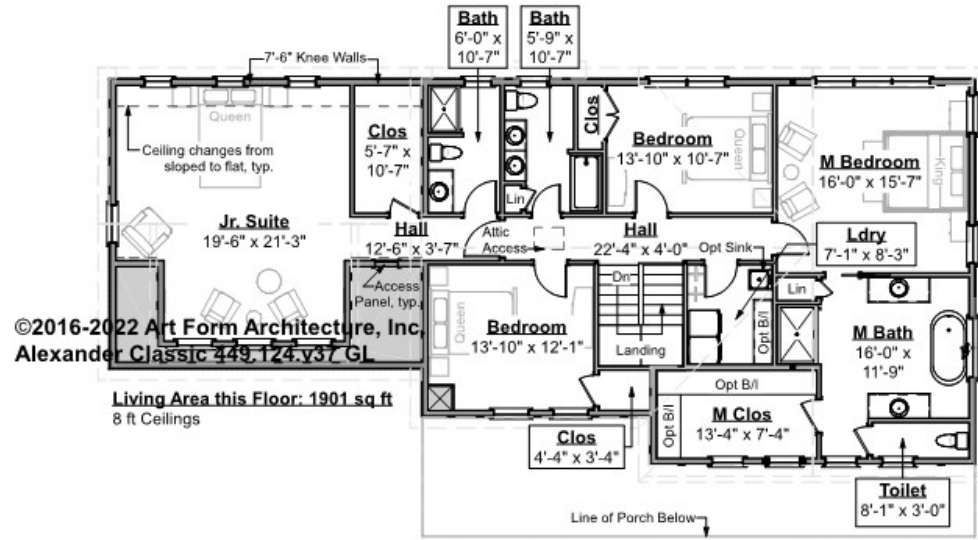 Bath
6'-0" x
10'-7"
Bath
5'-9" x
10'-7"
7'-6" Knee Walls
Queen
Ceiling changes from
sloped to flat, typ.
Clos
5'-7" x
10'-7"
Clos
Bedroom
13'-10" x 10'-7"
Queen
M Bedroom
16'-0" x 15'-7"
King
Lin
Jr. Suite
19'-6" x 21'-3"
Hall
12'-6" x 3'-7"
Attic
Access
Hall
22'-4" x 4'-0"
Opt Sink
Ldry
7'-1" x 8'-3"
Access
Panel, typ.
Queen
Bedroom
13'-10" x 12'-1"
Dn
Landing
Opt B/I
Lin
M Bath
16'-0" x
11'-9"
©2016-2022 Art Form Architecture, Inc
Alexander Classic 449.124.v37 GL
Living Area this Floor: 1901 sq ft
8 ft Ceilings
Opt B/I
Opt B/I
M Clos
13'-4" x 7'-4"
Clos
4'-4" x 3'-4"
Toilet
8'-1" x 3'-0"
Line of Porch Below